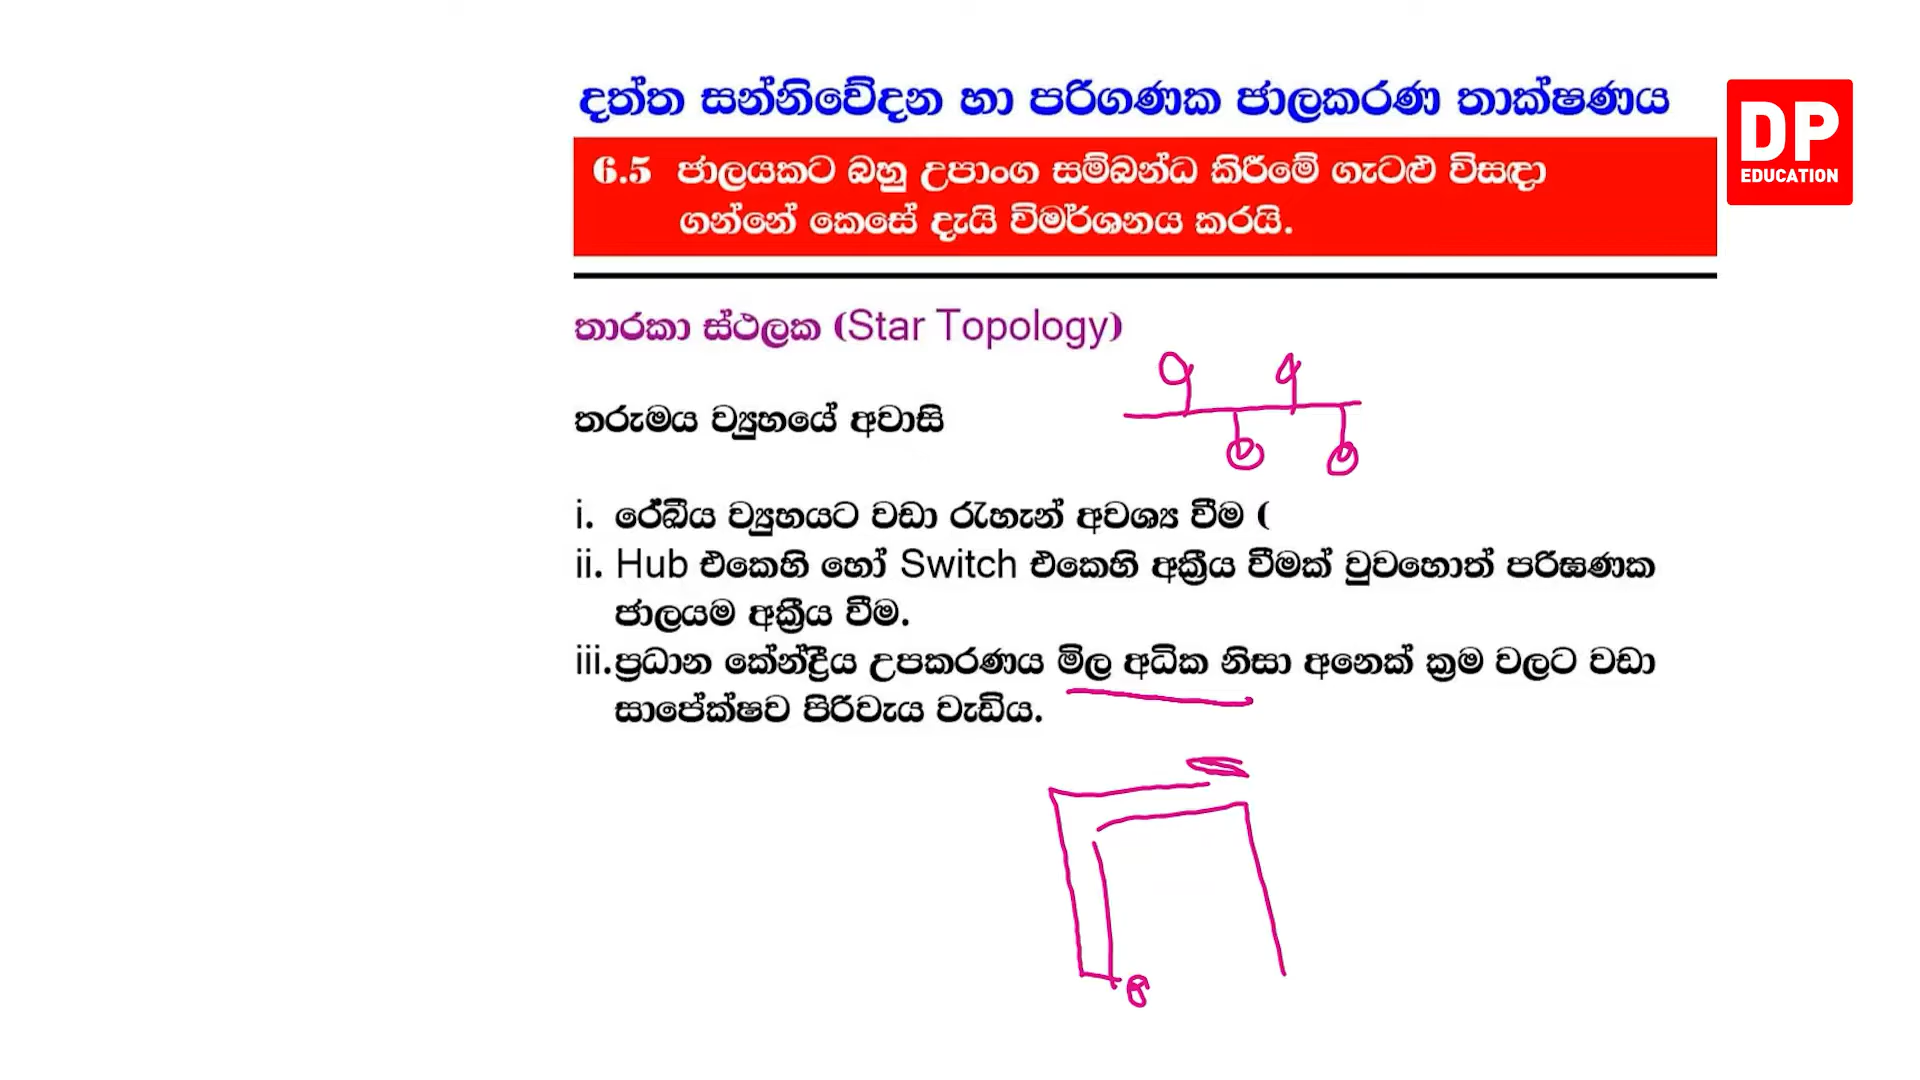 දත්ත සන්නිවේදන හා පරිගණක ජාලකරණ තාක්ෂණය
DP
EDUCATION
6.5 ජාලයකට බහු උපාංග සම්බන්ධ කිරීමේ ගැටළු විසඳා
ගන්නේ කෙසේ දැයි විමර්ශනය කරයි.
තාරකා ස්ථලක (Star Topology)
තරුමය ව්‍යුහයේ අවාසි
i. රේඛීය ව්‍යුහයට වඩා රැහැන් අවශ්‍ය වීම (
ii. Hub එකෙහි හෝ Switch එකෙහි අක්‍රීය වීමක් වුවහොත් පරිඝණක
ජාලයම අක්‍රීය වීම.
iii.ප්‍රධාන කේන්ද්‍රීය උපකරණය මිල අධික නිසා අනෙක් ක්‍රම වලට වඩා
සාපේක්ෂව පිරිවැය වැඩිය.